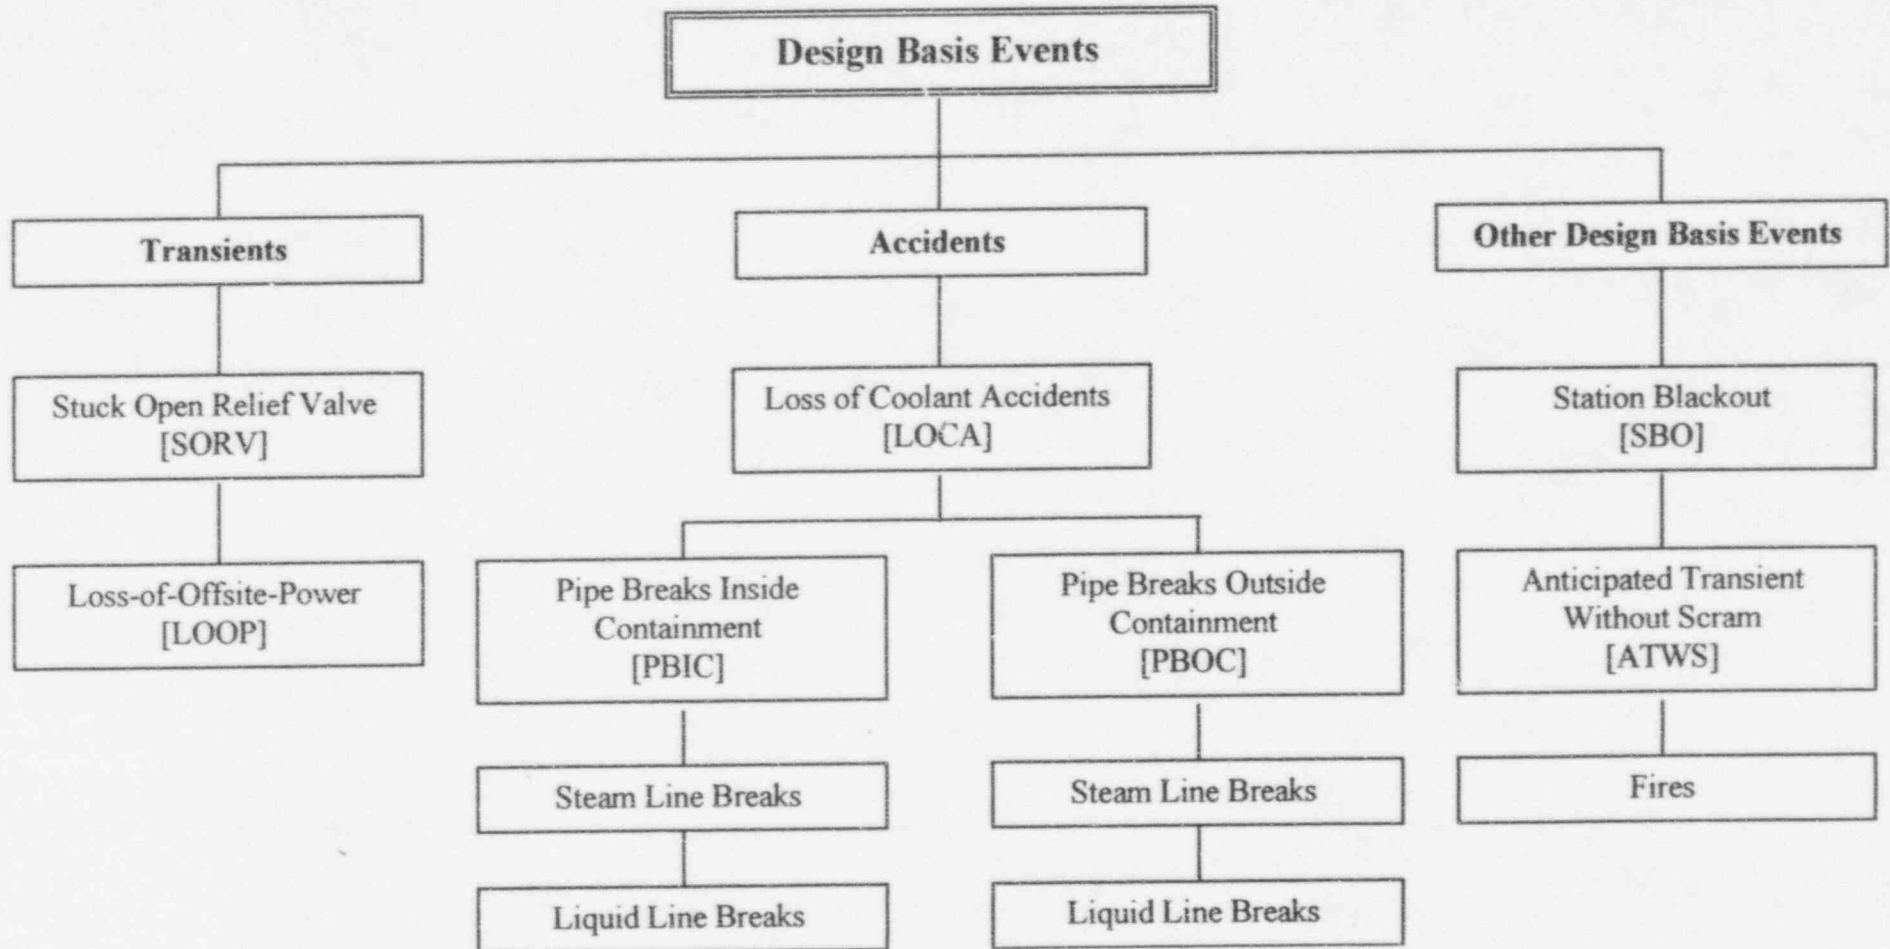 Design Basis Events
Transients
Accidents
Other Design Basis Events
Stuck Open Relief Valve
[SORV]
Loss of Coolant Accidents
[LOCA]
Station Blackout
[SBO]
Loss-of-Offsite-Power
[LOOP]
Pipe Breaks Inside
Containment
[PBIC]
Pipe Breaks Outside
Containment
[PBOC]
Anticipated Transient
Without Scram
[ATWS]
Steam Line Breaks
Steam Line Breaks
Fires
Liquid Line Breaks
Liquid Line Breaks